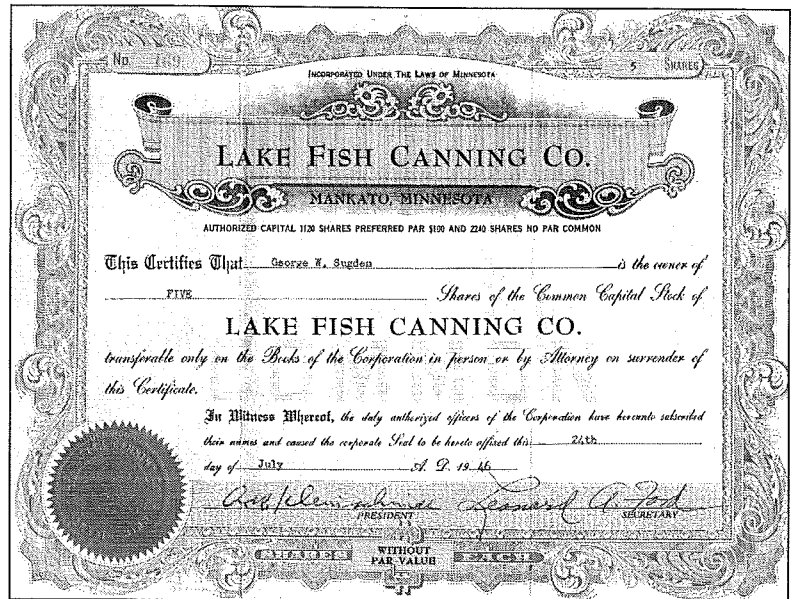 No.
5 SHARES
INCORPORATED UNDER THE LAWS OF MINNESOTA
LAKE FISH CANNING CO.
MANKATO, MINNESOTA
AUTHORIZED CAPITAL 1120 SHARES PREFERRED PAR $100 AND 2240 SHARES NO PAR COMMON
This Certifies That George W. Sugden is the owner of
FIVE Shares of the Common Capital Stock of
LAKE FISH CANNING CO.
transferable only on the Books of the Corporation in person or by Attorney on surrender of
this Certificate.
COMMON
In Witness Whereof, the duly authorized officers of the Corporation have hereunto subscribed
their names and caused the corporate Seal to be hereto affixed this 24th
day of July A. D. 19 46
Leonard A.
PRESIDENT SECRETARY
SHARES WITHOUT PAR VALUE EACH